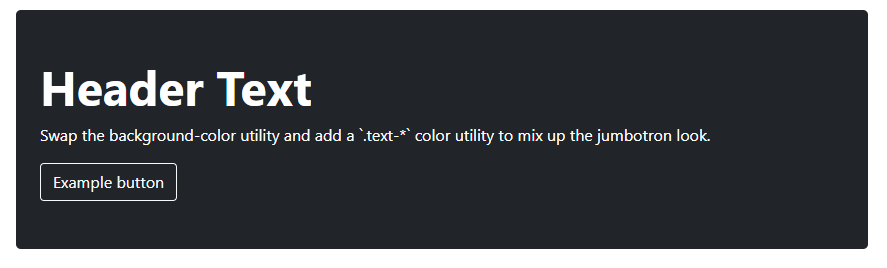 Header Text
Swap the background-color utility and add a `.text-*` color utility to mix up the jumbotron look.
Example button